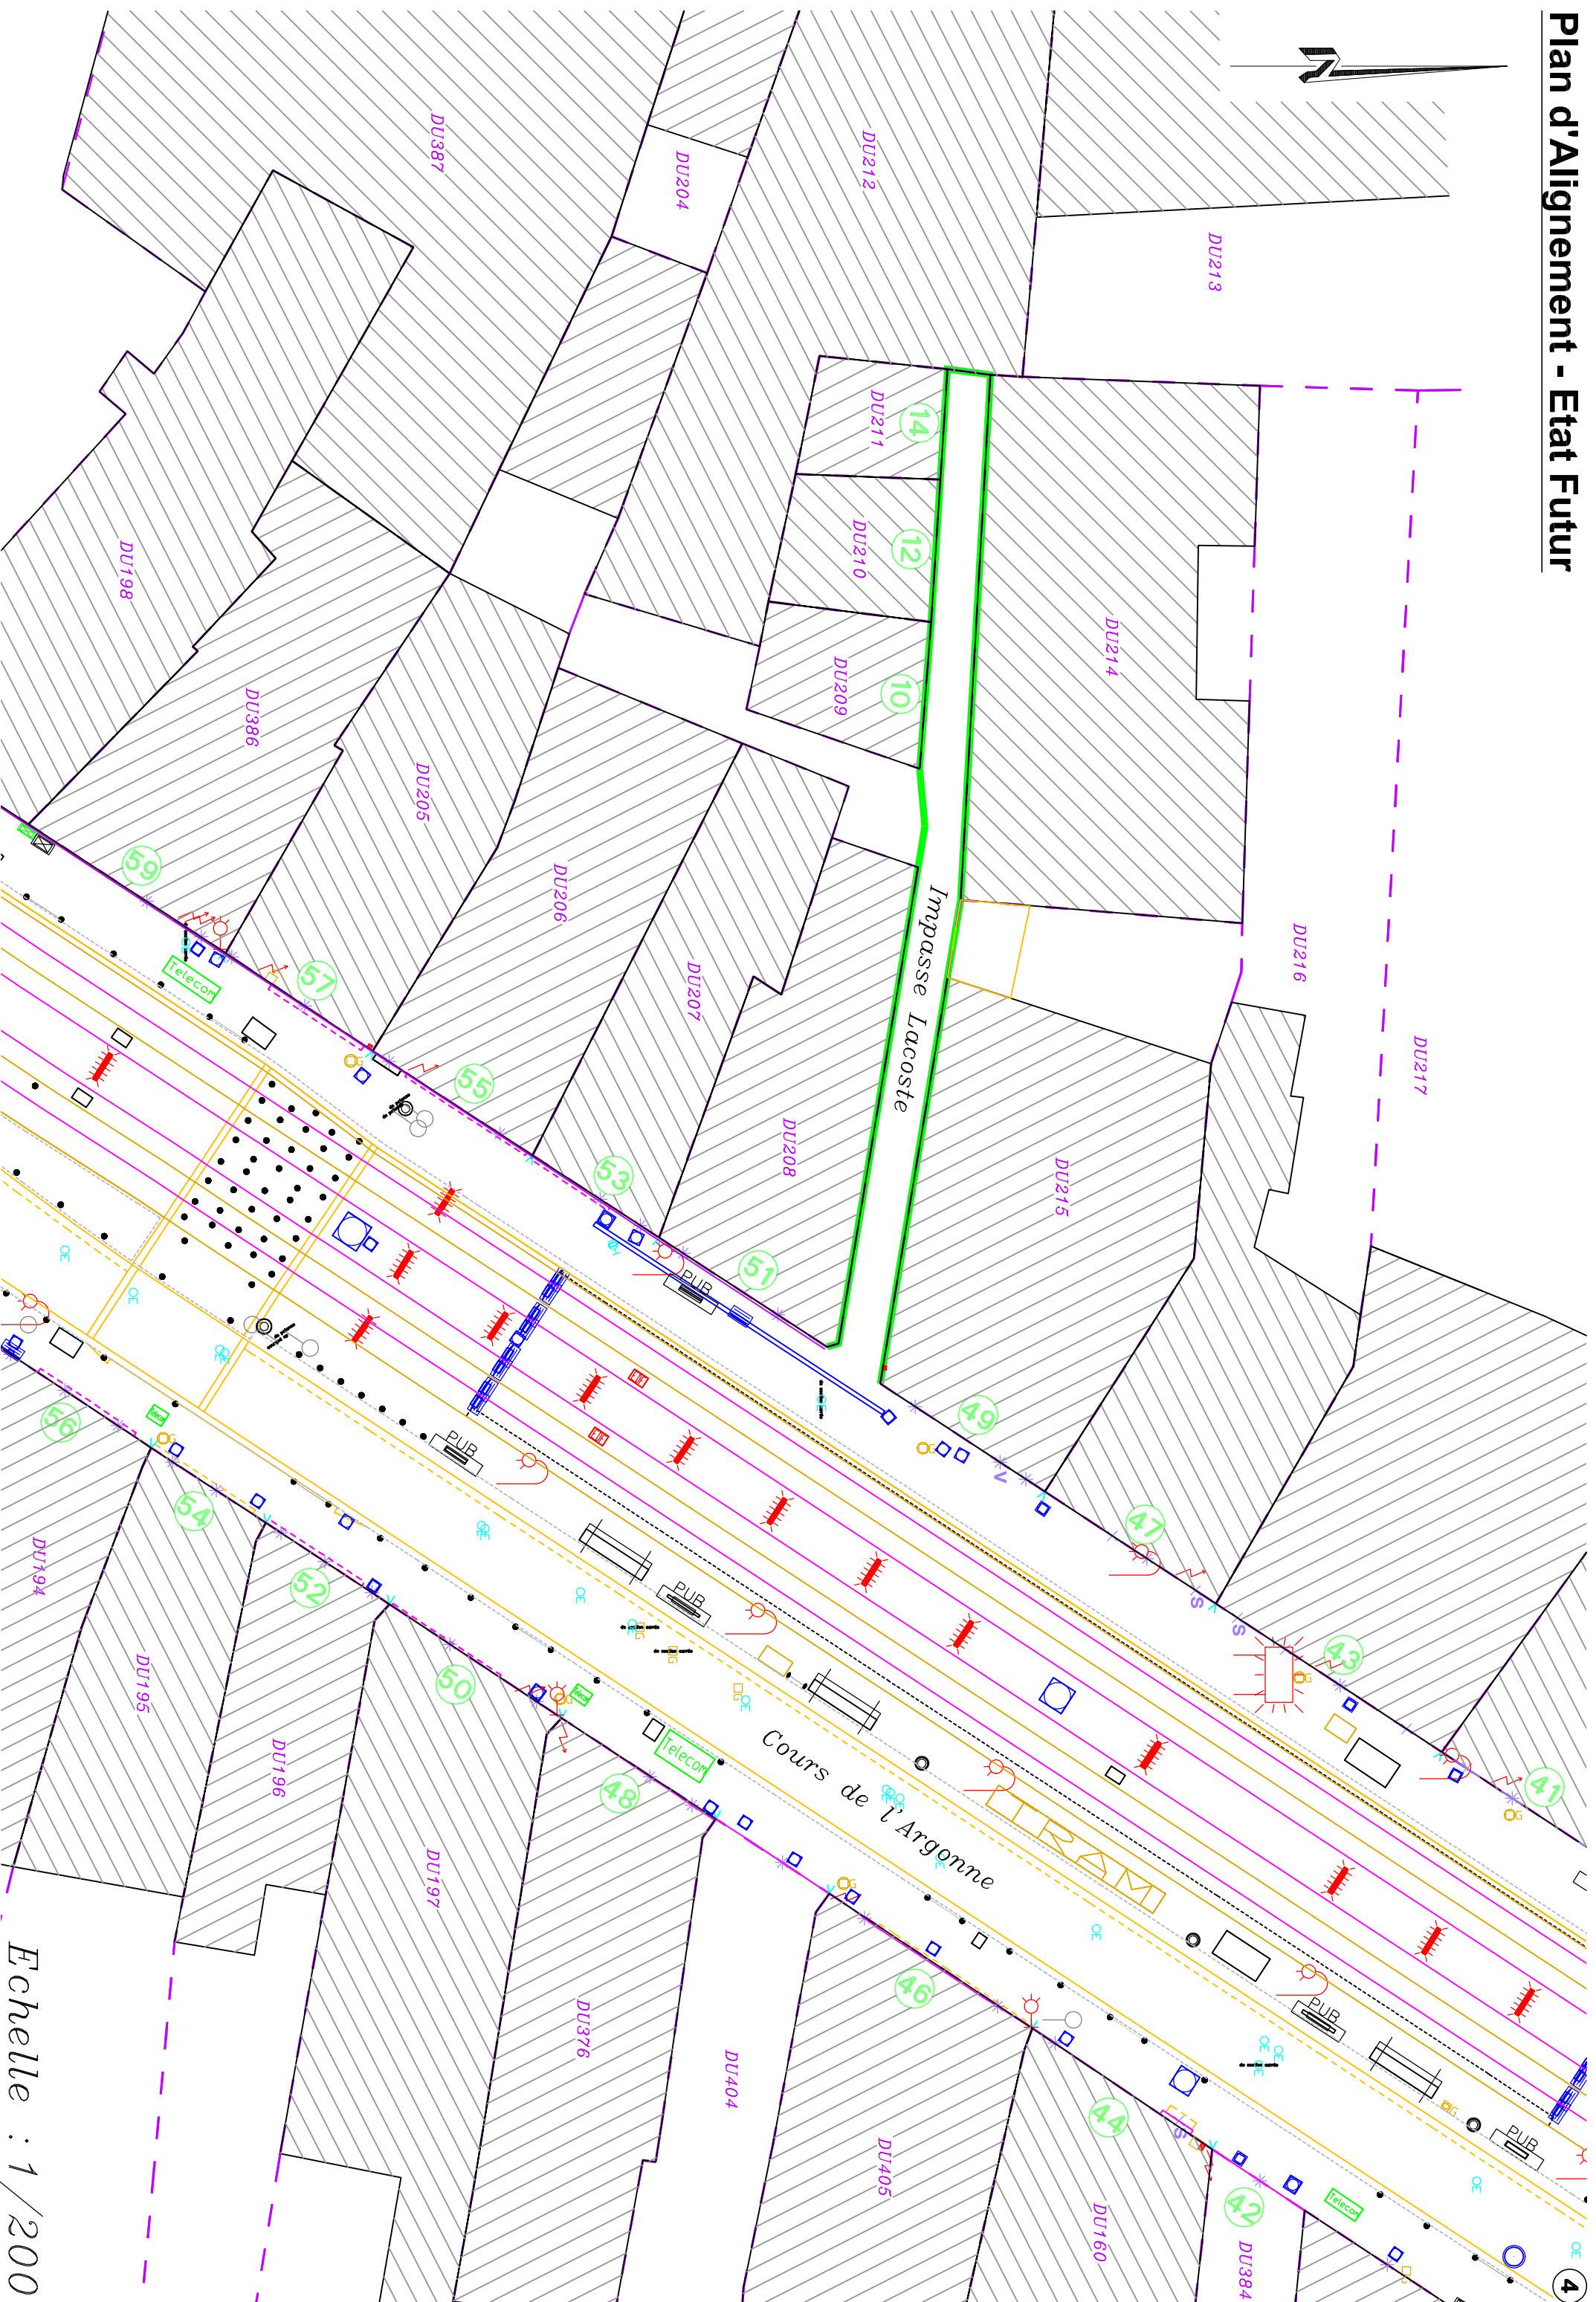 Plan d'Alignement - Etat Futur
N
4
DU213
DU212
DU204
DU387
DU217
DU216
DU214
DU211
14
DU210
12
DU209
10
DU198
DU386
DU205
DU206
DU207
DU208
DU215
Impasse Lacoste
59
57
55
53
51
49
47
43
41
Telecom
PUB
PUB
PUB
PUB
PUB
TRAM
Cours de l'Argonne
Telecom
Telecom
56
54
52
50
48
46
44
42
DU194
DU195
DU196
DU197
DU376
DU404
DU405
DU160
DU384
Echelle : 1/200